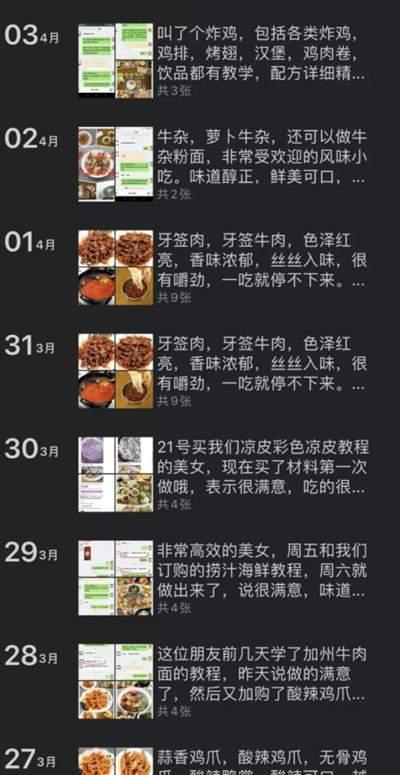 03 4月
叫了个炸鸡，包括各类炸鸡，
鸡排，烤翅，汉堡，鸡肉卷，
饮品都有教学，配方详细精...
共3张
02 4月
牛杂，萝卜牛杂，还可以做牛
杂粉面，非常受欢迎的风味小
吃。味道醇正，鲜美可口，...
共2张
01 4月
牙签肉，牙签牛肉，色泽红
亮，香味浓郁，丝丝入味，很
有嚼劲，一吃就停不下来。...
共9张
31 3月
牙签肉，牙签牛肉，色泽红
亮，香味浓郁，丝丝入味，很
有嚼劲，一吃就停不下来。...
共9张
30 3月
21号买我们凉皮彩色凉皮教程
的美女，现在买了材料第一次
做哦，表示很满意，吃的很...
共4张
29 3月
非常高效的美女，周五和我们
订购的捞汁海鲜教程，周六就
做出来了，说很满意，味道...
共4张
28 3月
这位朋友前几天学了加州牛肉
面的教程，昨天说做的满意
了，然后又加购了酸辣鸡爪...
共4张
27 3月
蒜香鸡爪，酸辣鸡爪，无骨鸡